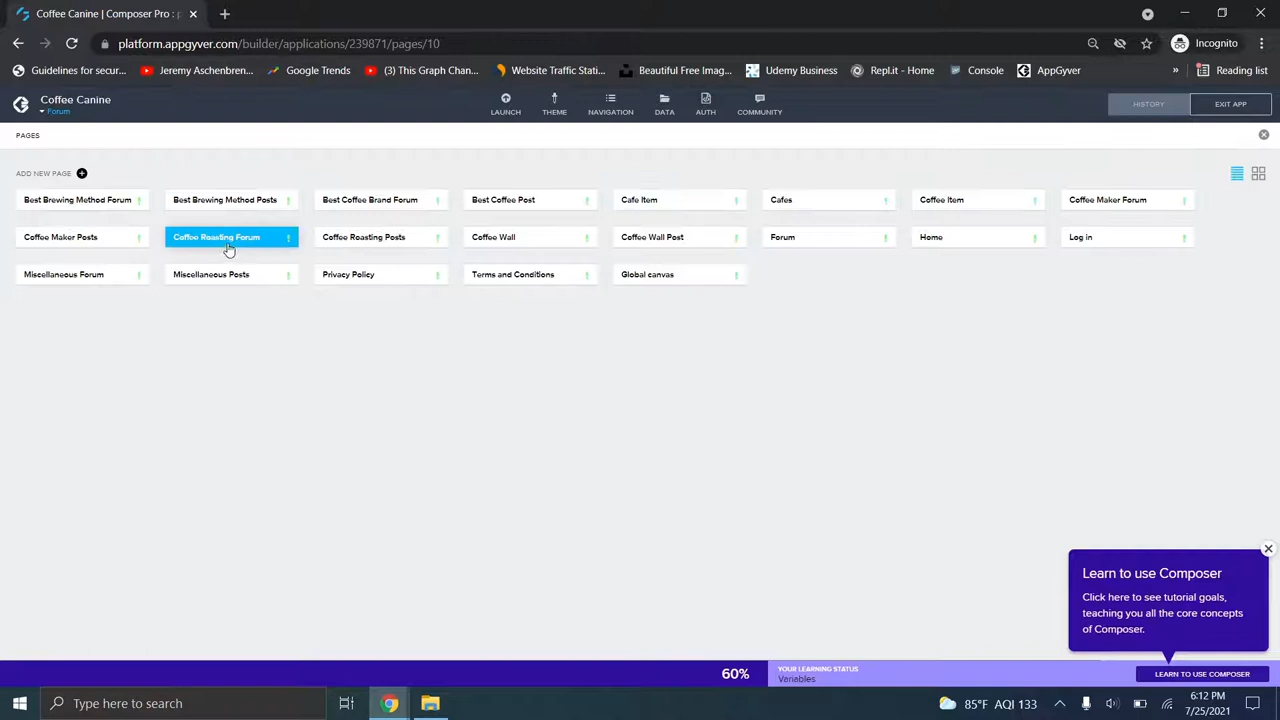 Coffee Canine | Composer Pro : p
platform.appgyver.com/builder/applications/239871/pages/10
Incognito
Guidelines for secur...
Jeremy Aschenbren...
Google Trends
(3) This Graph Chan...
Website Traffic Stati...
Beautiful Free Imag...
Udemy Business
Repl.it - Home
Console
AppGyver
»
Reading list
Coffee Canine
Forum
LAUNCH
THEME
NAVIGATION
DATA
AUTH
COMMUNITY
HISTORY
EXIT APP
PAGES
ADD NEW PAGE
Best Brewing Method Forum
Best Brewing Method Posts
Best Coffee Brand Forum
Best Coffee Post
Cafe Item
Cafes
Coffee Item
Coffee Maker Forum
Coffee Maker Posts
Coffee Roasting Forum
Coffee Roasting Posts
Coffee Wall
Coffee Wall Post
Forum
Home
Log in
Miscellaneous Forum
Miscellaneous Posts
Privacy Policy
Terms and Conditions
Global canvas
Learn to use Composer
Click here to see tutorial goals,
teaching you all the core concepts
of Composer.
60%
YOUR LEARNING STATUS
Variables
LEARN TO USE COMPOSER
Type here to search
85°F AQI 133
6:12 PM
7/25/2021